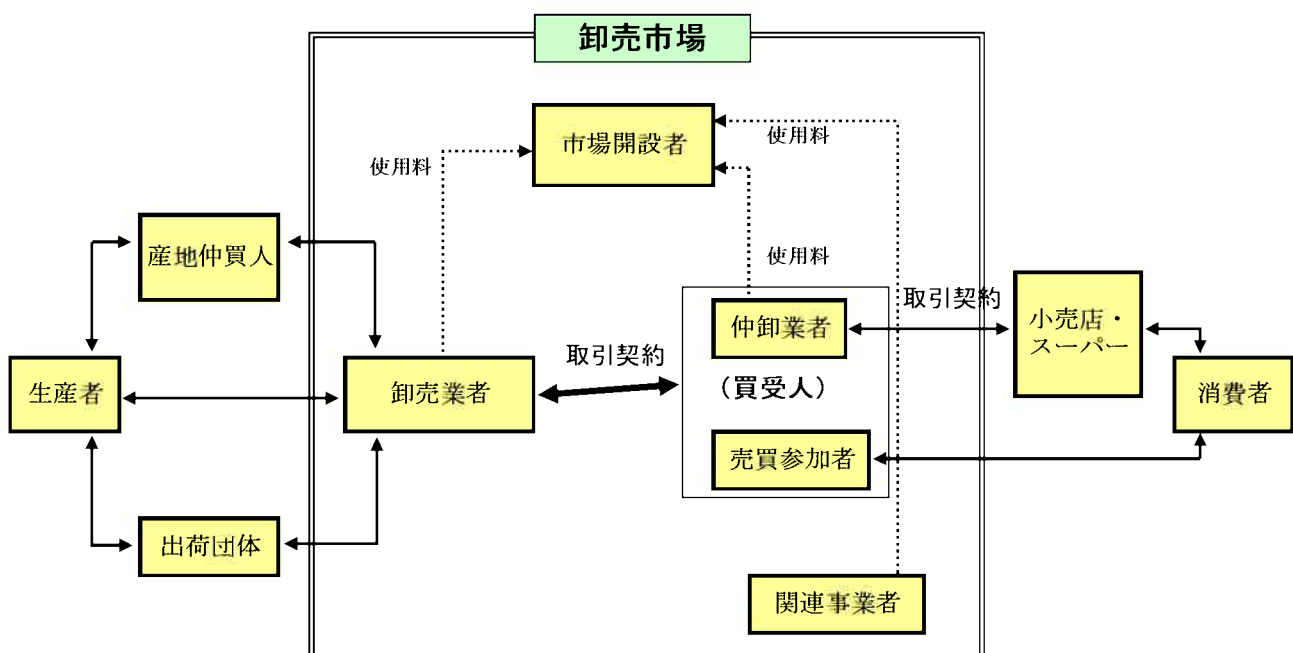 卸売市場
市場開設者
使用料
使用料
産地仲買人
使用料
仲卸業者
取引契約
小売店・
スーパー
取引契約
生産者
卸売業者
(買受人)
消費者
売買参加者
出荷団体
関連事業者